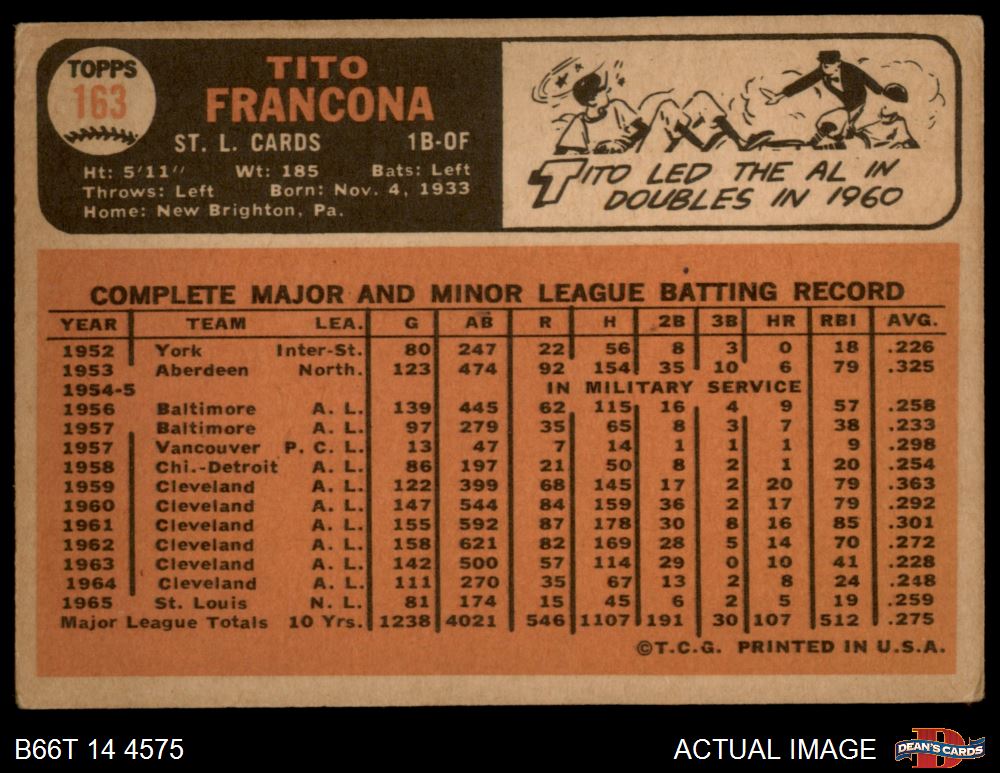 TOPPS
163
TITO
FRANCONA
ST. L. CARDS 1B-OF
Ht: 5'11" Wt: 185 Bats: Left
Throws: Left Born: Nov. 4, 1933
Home: New Brighton, Pa.
TITO LED THE AL IN
DOUBLES IN 1960
COMPLETE MAJOR AND MINOR LEAGUE BATTING RECORD
YEAR TEAM LEA. G AB R H 2B 3B HR RBI AVG.
1952 York Inter-St. 80 247 22 56 8 3 0 18 .226
1953 Aberdeen North. 123 474 92 154 35 10 6 79 .325
1954-5 IN MILITARY SERVICE
1956 Baltimore A. L. 139 445 62 115 16 4 9 57 .258
1957 Baltimore A. L. 97 279 35 65 8 3 7 38 .233
1957 Vancouver P. C. L. 13 47 7 14 1 1 1 9 .298
1958 Chi.-Detroit A. L. 86 197 21 50 8 2 1 20 .254
1959 Cleveland A. L. 122 399 68 145 17 2 20 79 .363
1960 Cleveland A. L. 147 544 84 159 36 2 17 79 .292
1961 Cleveland A. L. 155 592 87 178 30 8 16 85 .301
1962 Cleveland A. L. 158 621 82 169 28 5 14 70 .272
1963 Cleveland A. L. 142 500 57 114 29 0 10 41 .228
1964 Cleveland A. L. 111 270 35 67 13 2 8 24 .248
1965 St. Louis N. L. 81 174 15 45 6 2 5 19 .259
Major League Totals 10 Yrs. 1238 4021 546 1107 191 30 107 512 .275
©T.C.G. PRINTED IN U.S.A.
B66T 14 4575
ACTUAL IMAGE
D
DEAN'S CARDS